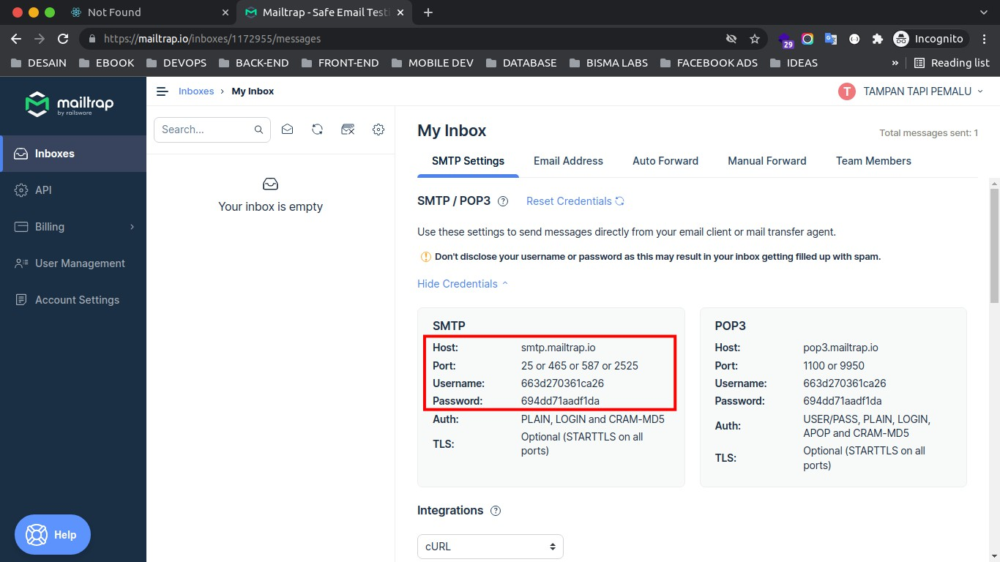 Not Found
Mailtrap - Safe Email Testi
https://mailtrap.io/inboxes/1172955/messages
29
Incognito
DESAIN EBOOK DEVOPS BACK-END FRONT-END MOBILE DEV DATABASE BISMA LABS FACEBOOK ADS IDEAS » Reading list
mailtrap
by railsware
Inboxes
API
Billing
User Management
Account Settings
Help
Inboxes › My Inbox
T TAMPAN TAPI PEMALU
Search...
Your inbox is empty
My Inbox
Total messages sent: 1
SMTP Settings Email Address Auto Forward Manual Forward Team Members
SMTP / POP3 ? Reset Credentials
Use these settings to send messages directly from your email client or mail transfer agent.
Don't disclose your username or password as this may result in your inbox getting filled up with spam.
Hide Credentials
SMTP
Host: smtp.mailtrap.io
Port: 25 or 465 or 587 or 2525
Username: 663d270361ca26
Password: 694dd71aadf1da
Auth: PLAIN, LOGIN and CRAM-MD5
TLS: Optional (STARTTLS on all
ports)
POP3
Host: pop3.mailtrap.io
Port: 1100 or 9950
Username: 663d270361ca26
Password: 694dd71aadf1da
Auth: USER/PASS, PLAIN, LOGIN,
APOP and CRAM-MD5
TLS: Optional (STARTTLS on all
ports)
Integrations ?
cURL